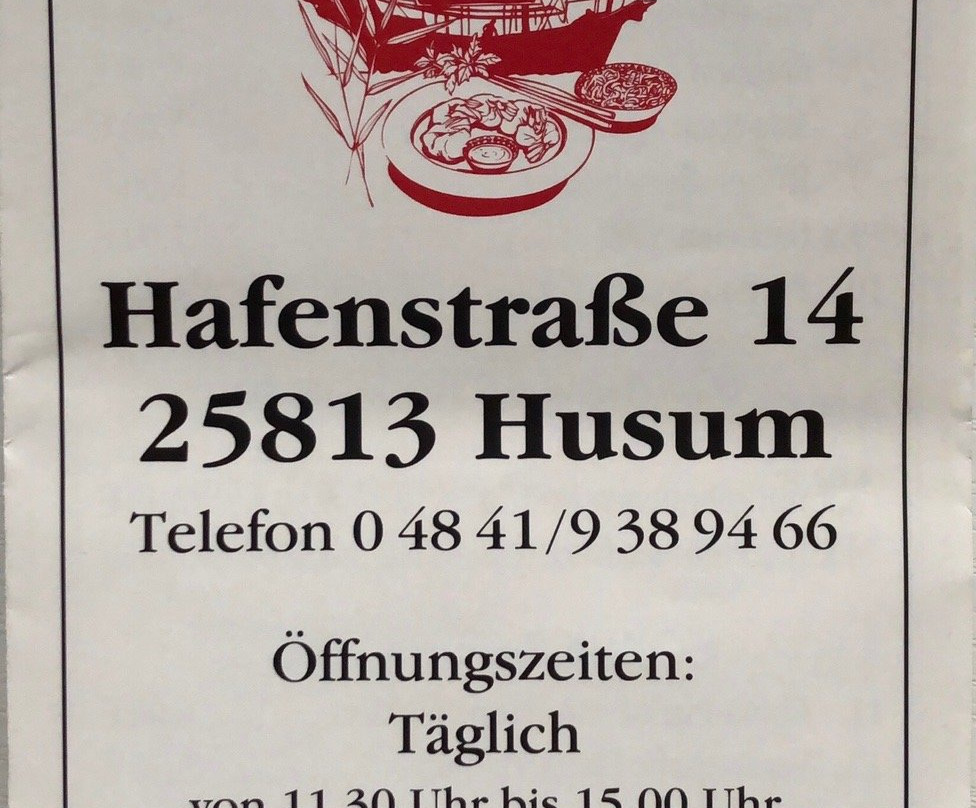 Hafenstraße 14
25813 Husum
Telefon 0 48 41/9 38 94 66
Öffnungszeiten:
Täglich
von 11.30 Uhr bis 15.00 Uhr